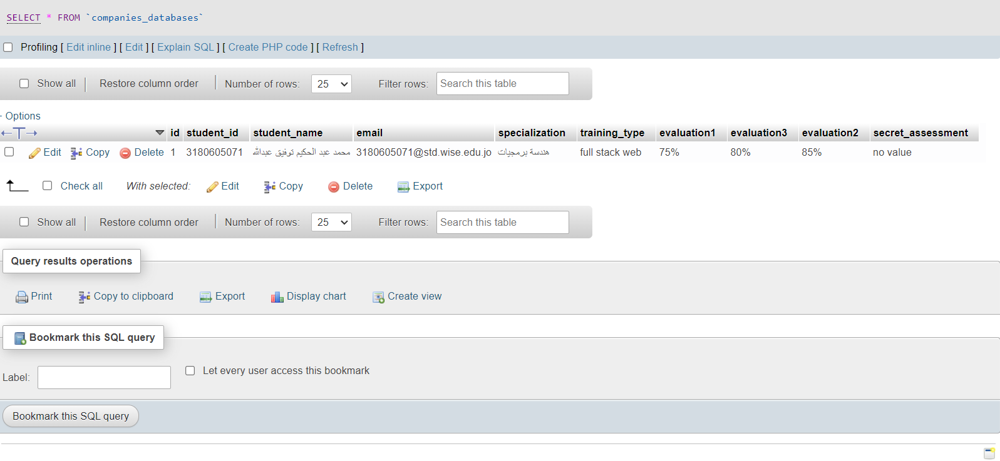 SELECT * FROM `companies_databases`
Profiling [ Edit inline ] [ Edit ] [ Explain SQL ] [ Create PHP code ] [ Refresh ]
Show all Restore column order Number of rows: 25 Filter rows: Search this table
Options
id student_id student_name email specialization training_type evaluation1 evaluation3 evaluation2 secret_assessment
Edit Copy Delete 1 3180605071 محمد عبد الحكيم توفيق عبدالله 3180605071@std.wise.edu.jo هندسة برمجيات full stack web 75% 80% 85% no value
Check all With selected: Edit Copy Delete Export
Show all Restore column order Number of rows: 25 Filter rows: Search this table
Query results operations
Print Copy to clipboard Export Display chart Create view
Bookmark this SQL query
Label: Let every user access this bookmark
Bookmark this SQL query